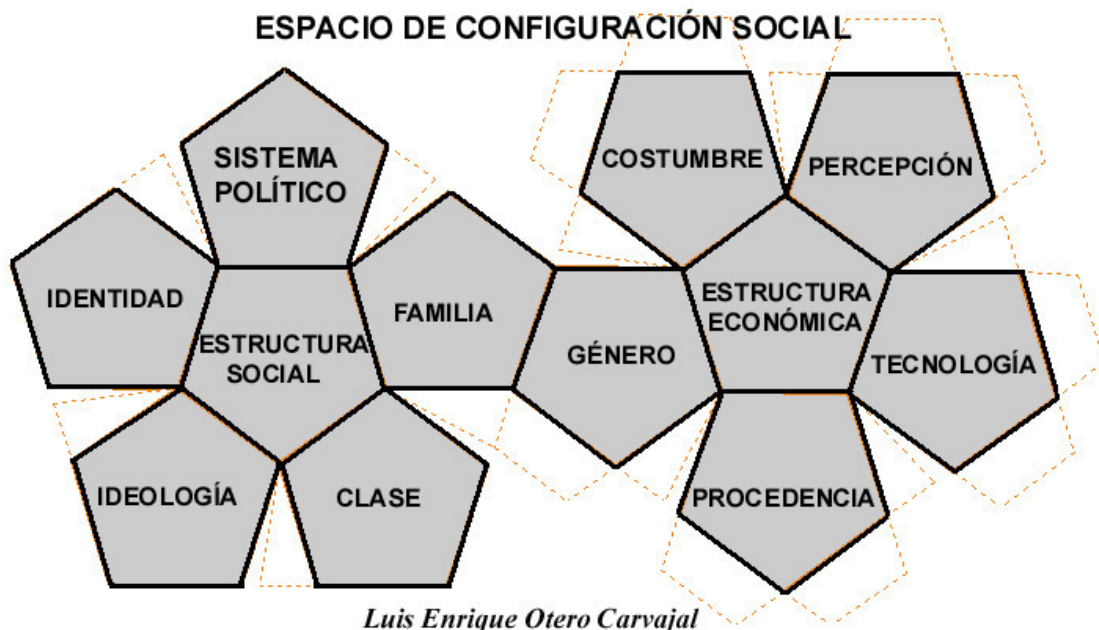 ESPACIO DE CONFIGURACIÓN SOCIAL
SISTEMA
POLÍTICO
COSTUMBRE
PERCEPCIÓN
IDENTIDAD
FAMILIA
ESTRUCTURA
SOCIAL
GÉNERO
ESTRUCTURA
ECONÓMICA
TECNOLOGÍA
IDEOLOGÍA
CLASE
PROCEDENCIA
Luis Enrique Otero Carvajal